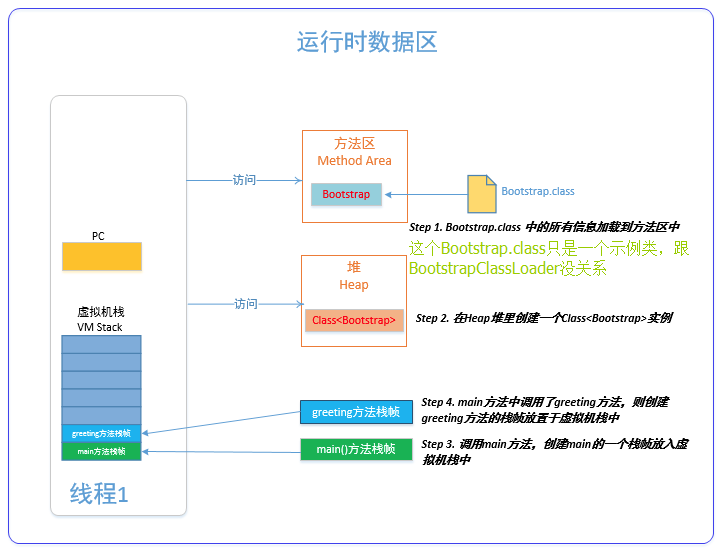 运行时数据区
方法区
Method Area
访问
Bootstrap
Bootstrap.class
Step 1. Bootstrap.class 中的所有信息加载到方法区中
这个Bootstrap.class只是一个示例类，跟
BootstrapClassLoader没关系
PC
堆
Heap
访问
Class<Bootstrap>
Step 2. 在Heap堆里创建一个Class<Bootstrap>实例
虚拟机栈
VM Stack
greeting方法栈帧
Step 4. main方法中调用了greeting方法，则创建
greeting方法的栈帧放置于虚拟机栈中
greeting方法栈帧
main方法栈帧
main()方法栈帧
Step 3. 调用main方法，创建main的一个栈帧放入虚
拟机栈中
线程1